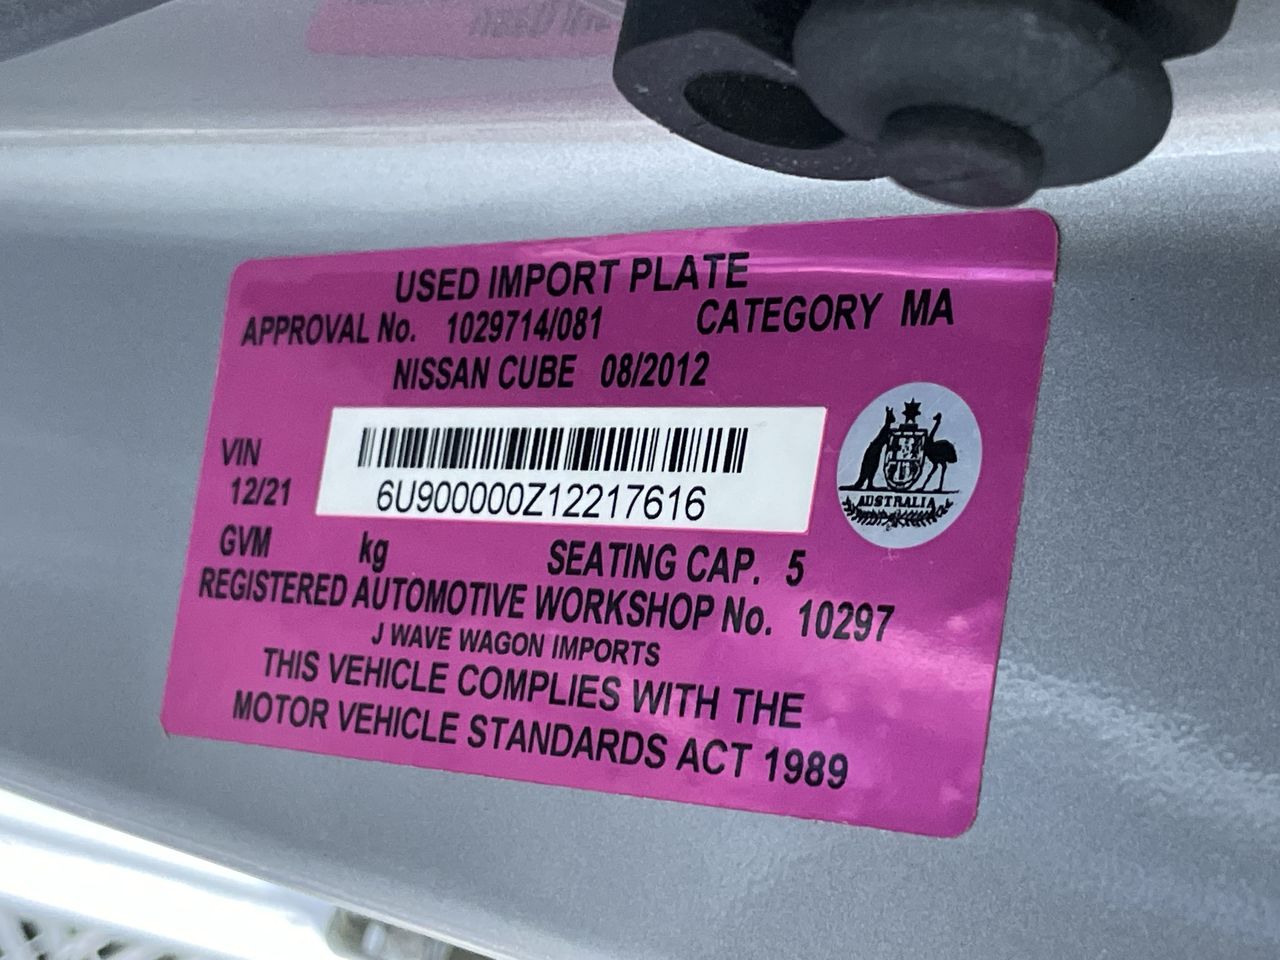 USED IMPORT PLATE
APPROVAL No. 1029714/081 CATEGORY MA
NISSAN CUBE 08/2012
VIN 6U900000Z12217616
12/21
AUSTRALIA
GVM kg SEATING CAP. 5
REGISTERED AUTOMOTIVE WORKSHOP No. 10297
J WAVE WAGON IMPORTS
THIS VEHICLE COMPLIES WITH THE
MOTOR VEHICLE STANDARDS ACT 1989